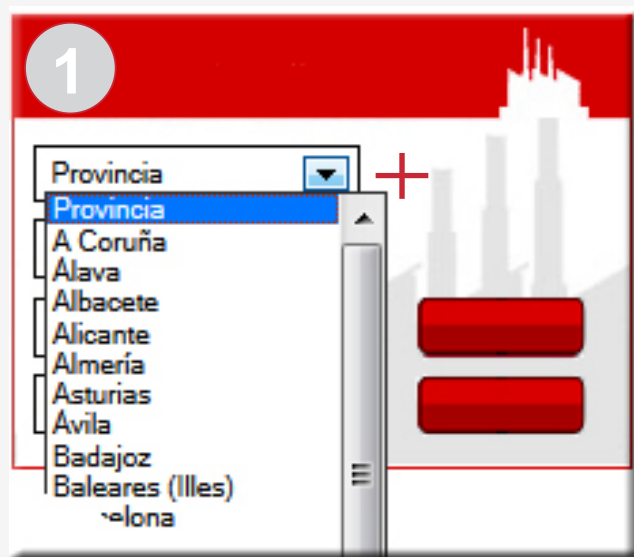 1
Provincia
Provincia
A Coruña
Álava
Albacete
Alicante
Almería
Asturias
Ávila
Badajoz
Baleares (Illes)